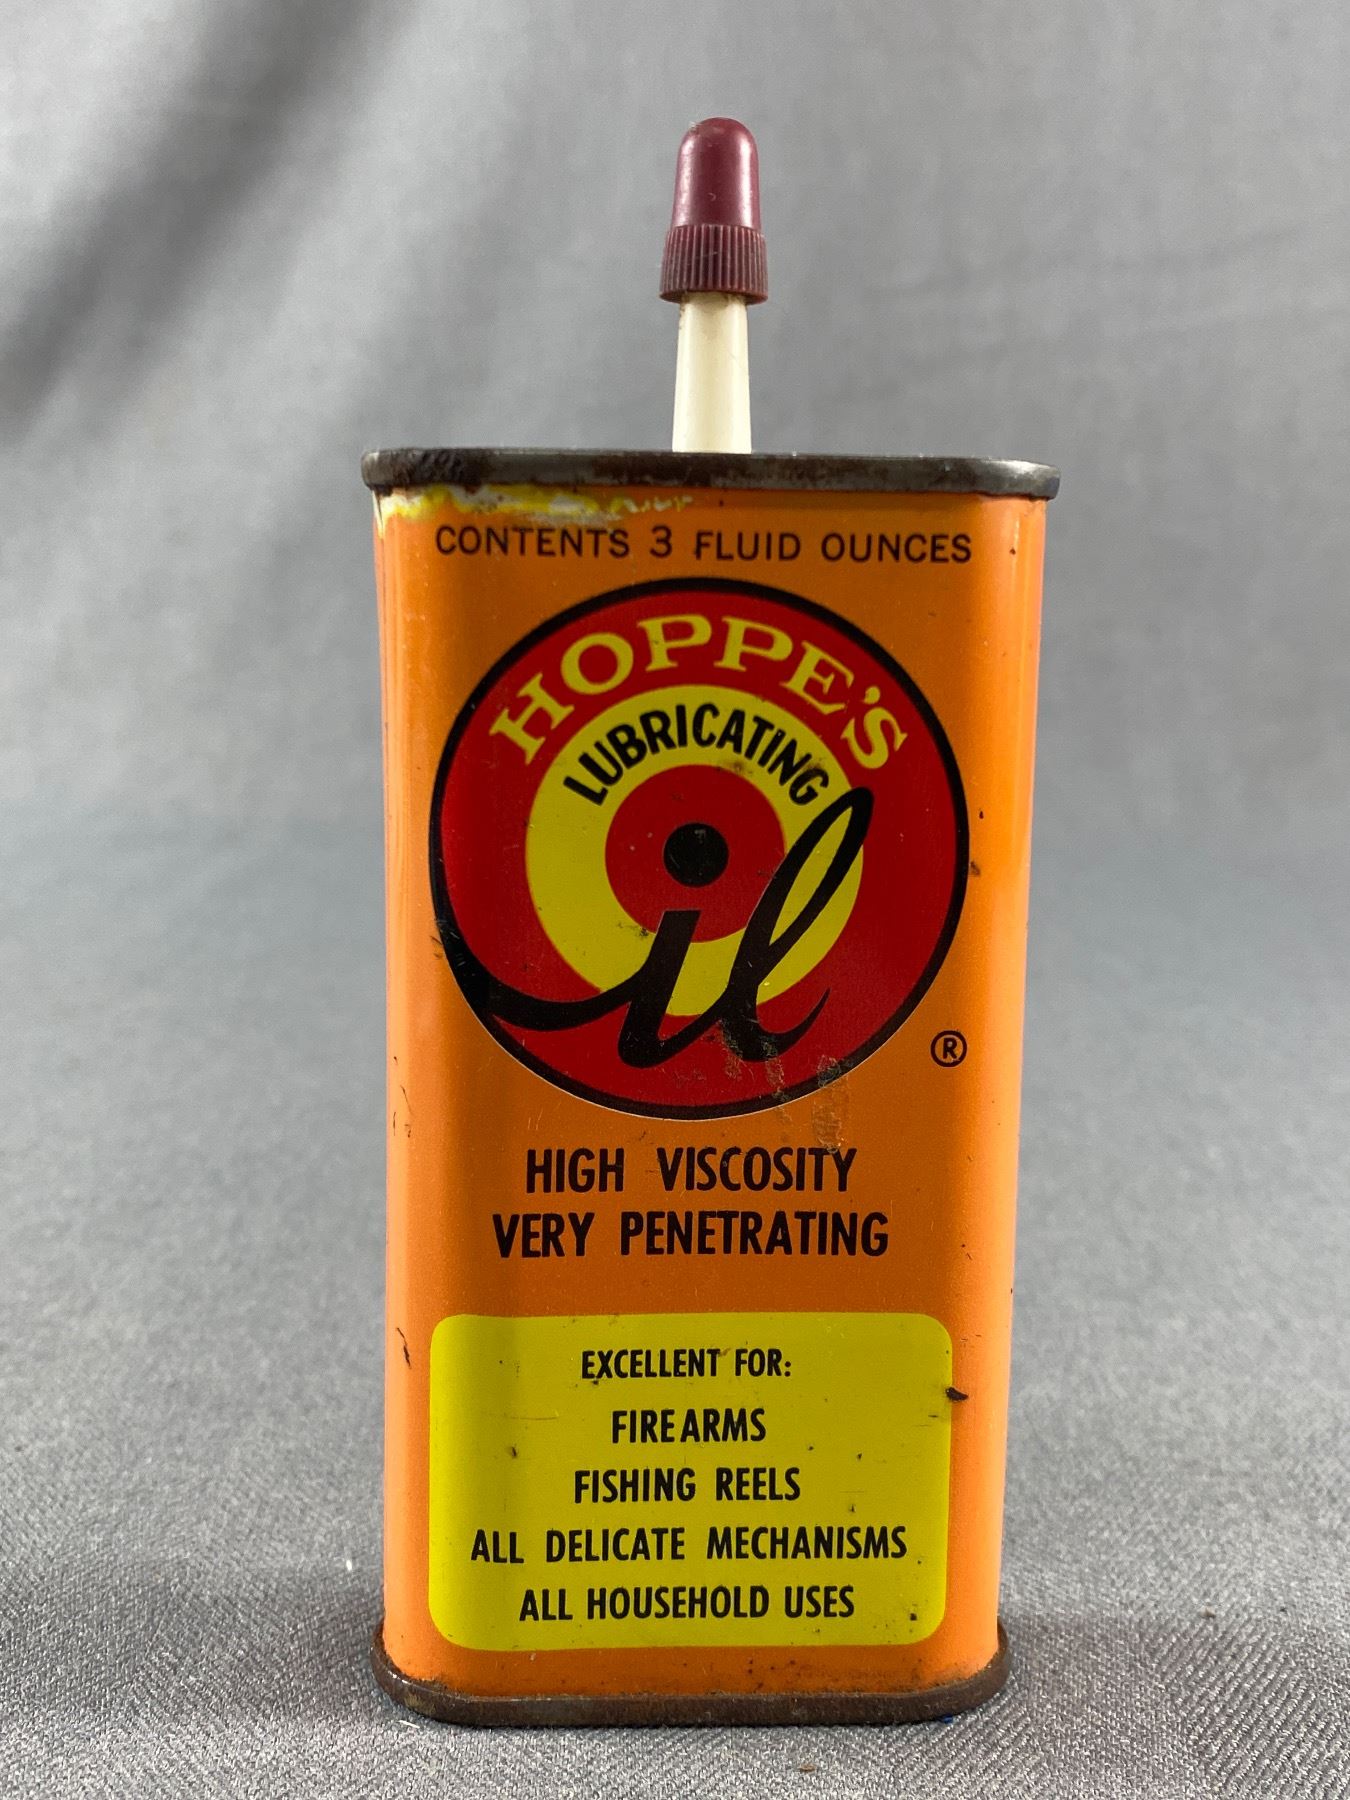 CONTENTS 3 FLUID OUNCES
HOPPE'S
LUBRICATING
Oil
®
HIGH VISCOSITY
VERY PENETRATING
EXCELLENT FOR:
FIREARMS
FISHING REELS
ALL DELICATE MECHANISMS
ALL HOUSEHOLD USES